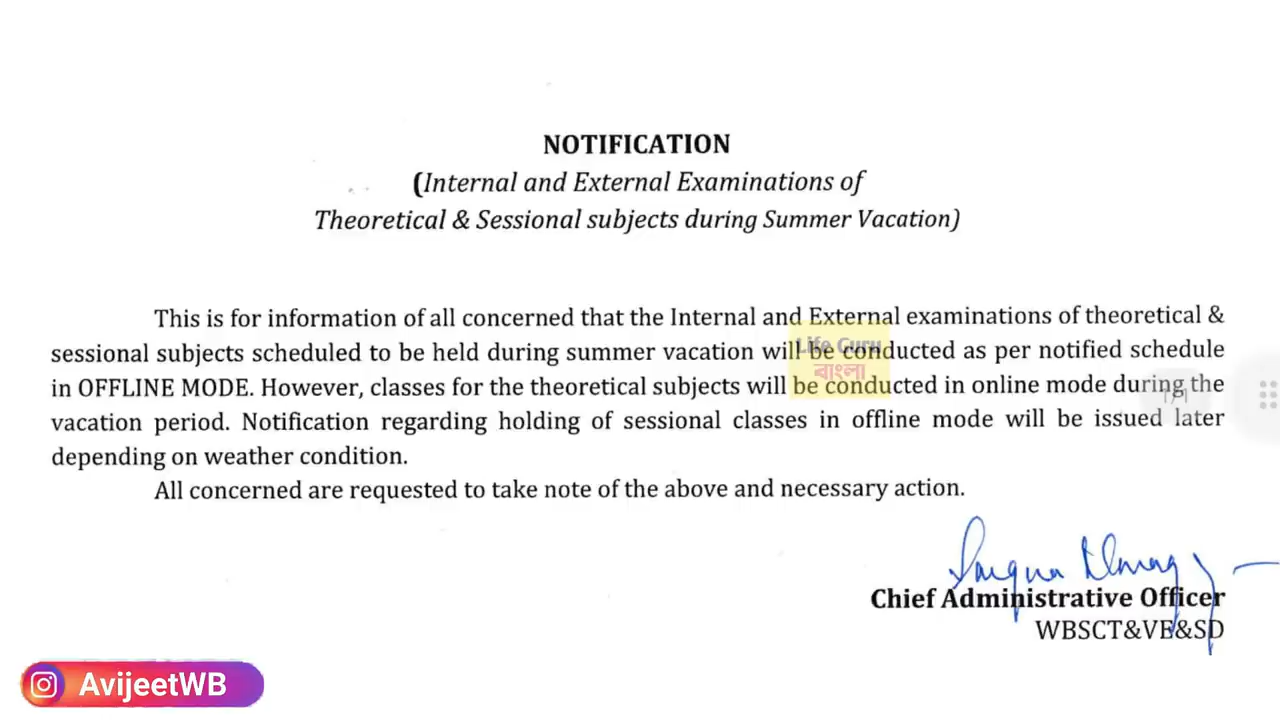 NOTIFICATION
(Internal and External Examinations of
Theoretical & Sessional subjects during Summer Vacation)
This is for information of all concerned that the Internal and External examinations of theoretical &
sessional subjects scheduled to be held during summer vacation will be conducted as per notified schedule
in OFFLINE MODE. However, classes for the theoretical subjects will be conducted in online mode during the
vacation period. Notification regarding holding of sessional classes in offline mode will be issued later
depending on weather condition.
All concerned are requested to take note of the above and necessary action.
Life Guru
বাংলা
1/1
Chief Administrative Officer
WBSCT&VE&SD
AvijeetWB